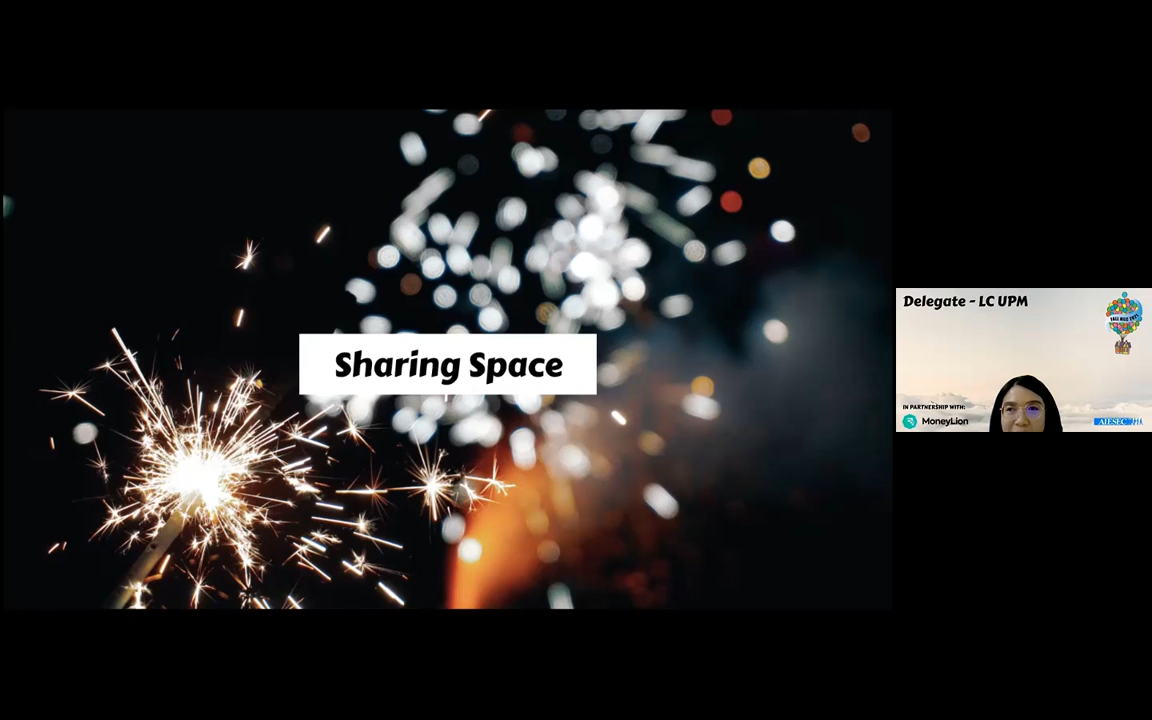 Sharing Space
Delegate - LC UPM
IN PARTNERSHIP WITH:
MoneyLion
AIESEC